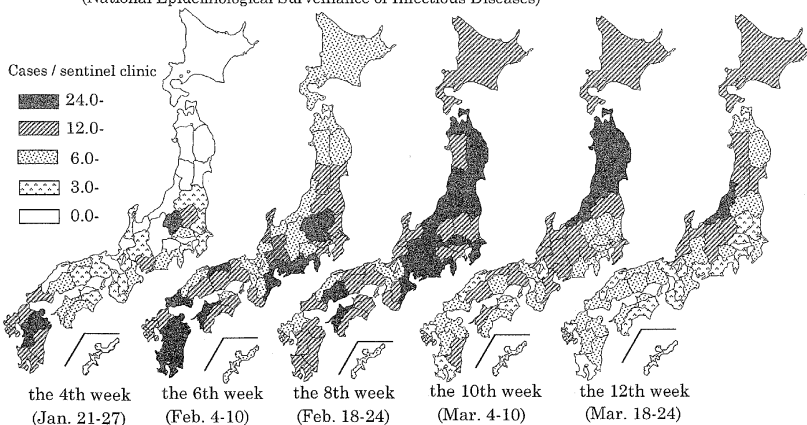 (National Epidemiological Surveillance of Infectious Diseases)
Cases / sentinel clinic
24.0-
12.0-
6.0-
3.0-
0.0-
the 4th week
(Jan. 21-27)
the 6th week
(Feb. 4-10)
the 8th week
(Feb. 18-24)
the 10th week
(Mar. 4-10)
the 12th week
(Mar. 18-24)